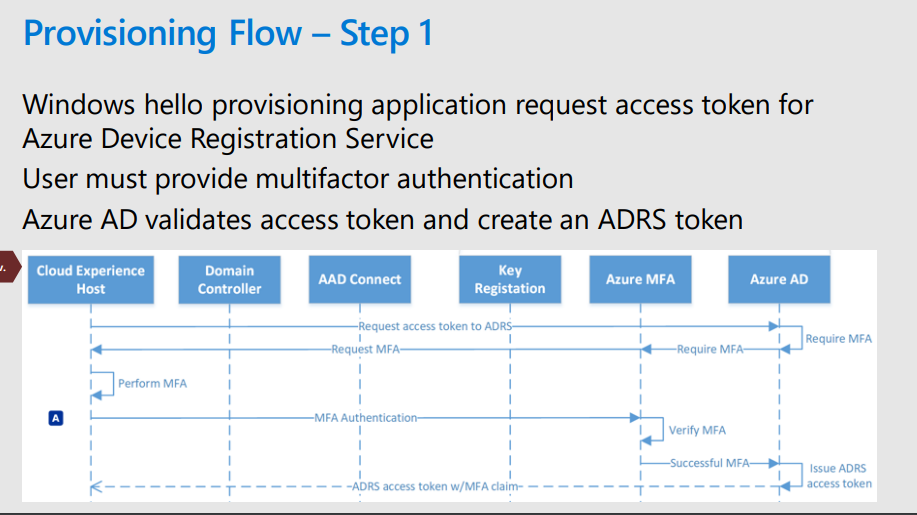 Provisioning Flow – Step 1
Windows hello provisioning application request access token for
Azure Device Registration Service
User must provide multifactor authentication
Azure AD validates access token and create an ADRS token
v.
Cloud Experience
Host
Domain
Controller
AAD Connect
Key
Registation
Azure MFA
Azure AD
Request access token to ADRS
Require MFA
Request MFA
Require MFA
Perform MFA
A
MFA Authentication
Verify MFA
Successful MFA
Issue ADRS
access token
ADRS access token w/MFA claim